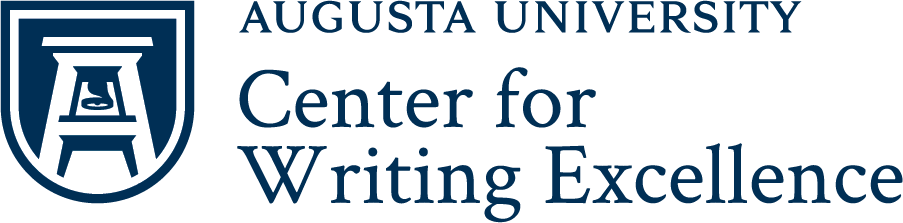 AUGUSTA UNIVERSITY
Center for
Writing Excellence